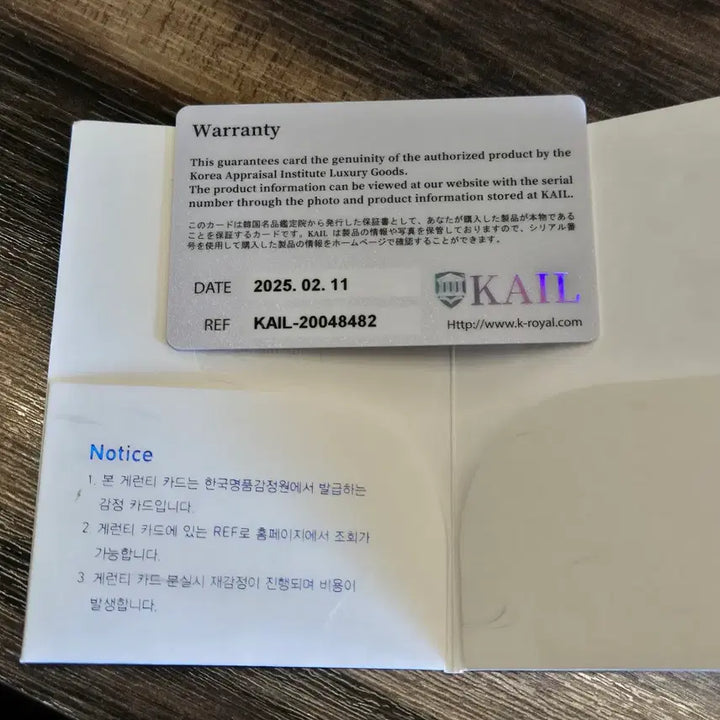 Warranty
This guarantees card the genuinity of the authorized product by the
Korea Appraisal Institute Luxury Goods.
The product information can be viewed at our website with the serial
number through the photo and product information stored at KAIL.
このカードは韓国名品鑑定院から発行した保証書として、あなたが購入した製品が本物である
ことを保証するカードです。KAIL は製品の情報や写真を保管しておりますので、シリアル番
号を使用して購入した製品の情報をホームページで確認することができます。
DATE 2025. 02. 11
REF KAIL-20048482
KAIL
Http://www.k-royal.com
Notice
1. 본 게런티 카드는 한국명품감정원에서 발급하는
감정 카드입니다.
2. 게런티 카드에 있는 REF로 홈페이지에서 조회가
가능합니다.
3. 게런티 카드 분실시 재감정이 진행되며 비용이
발생합니다.